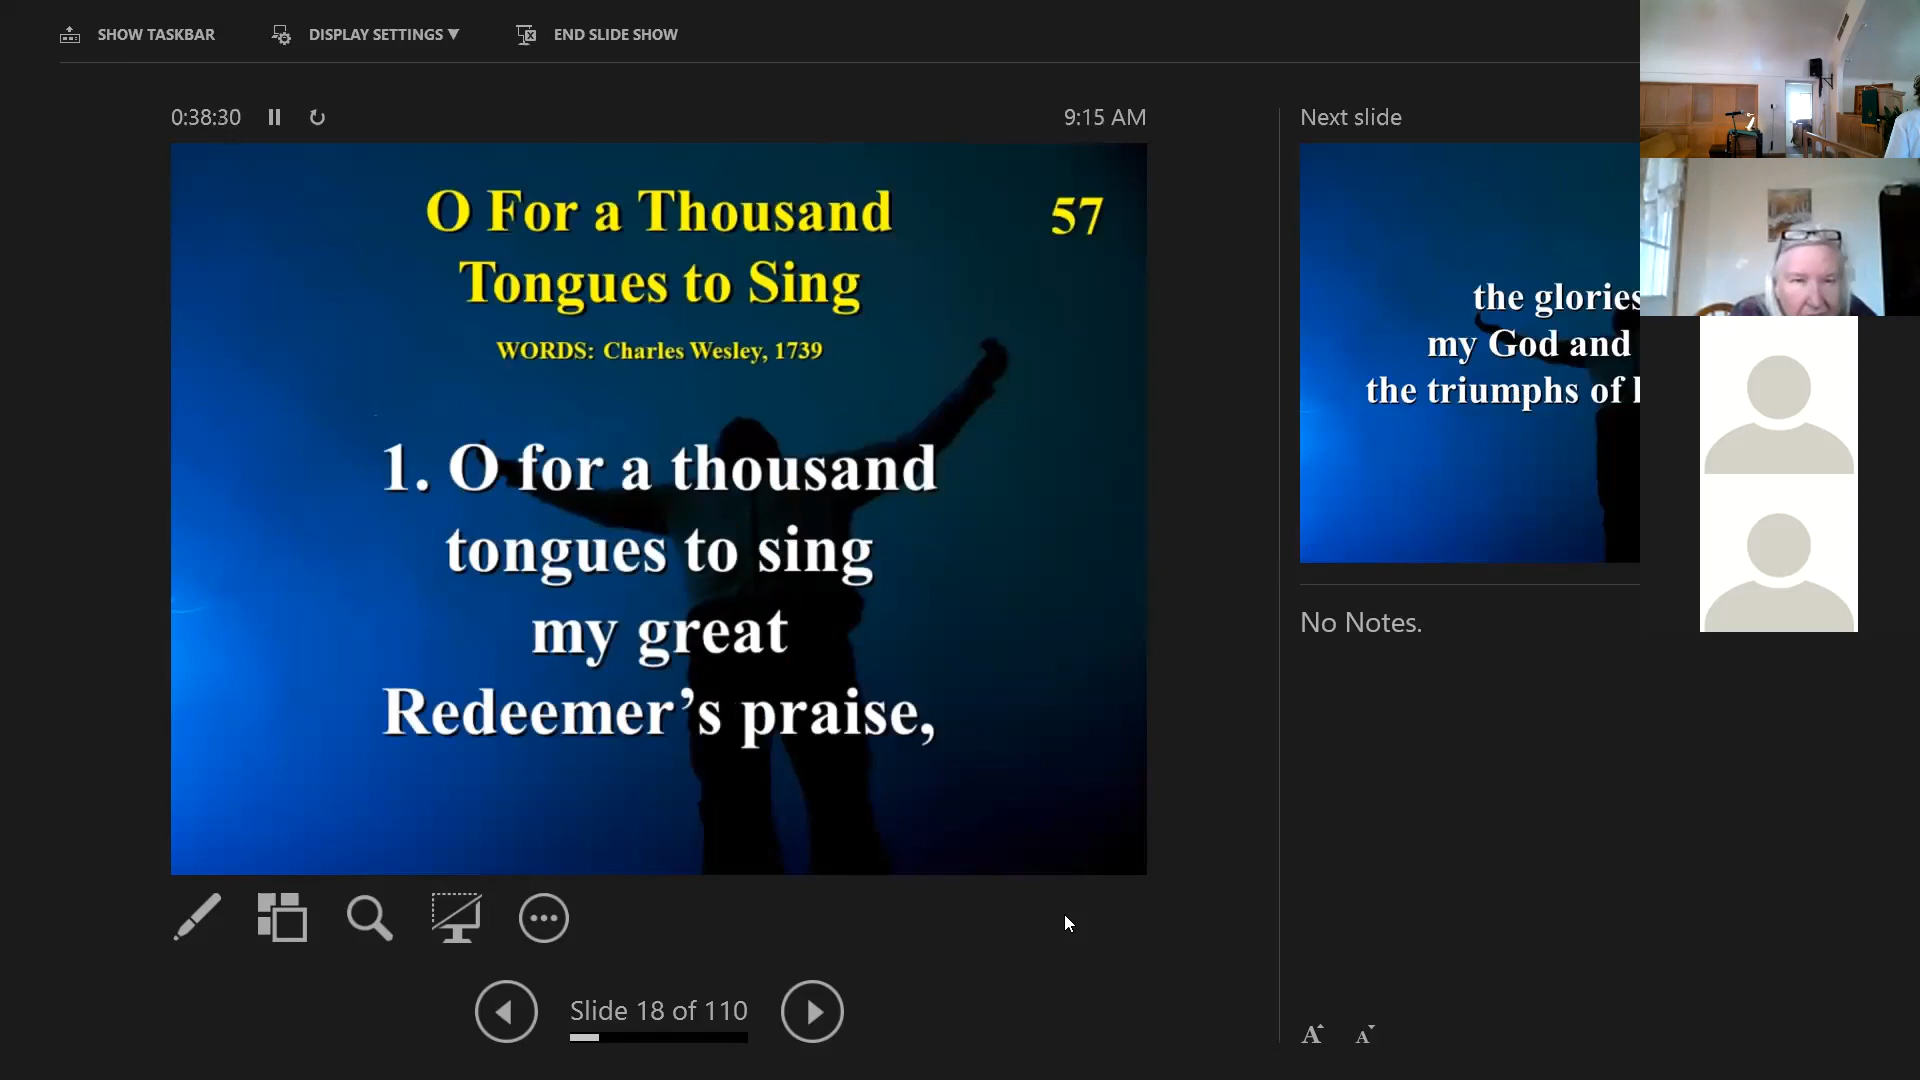 SHOW TASKBAR
DISPLAY SETTINGS ▼
END SLIDE SHOW
0:38:30
9:15 AM
Next slide
O For a Thousand
57
Tongues to Sing
WORDS: Charles Wesley, 1739
1. O for a thousand
tongues to sing
my great
Redeemer’s praise,
the glories
my God and
the triumphs of
No Notes.
Slide 18 of 110
A A